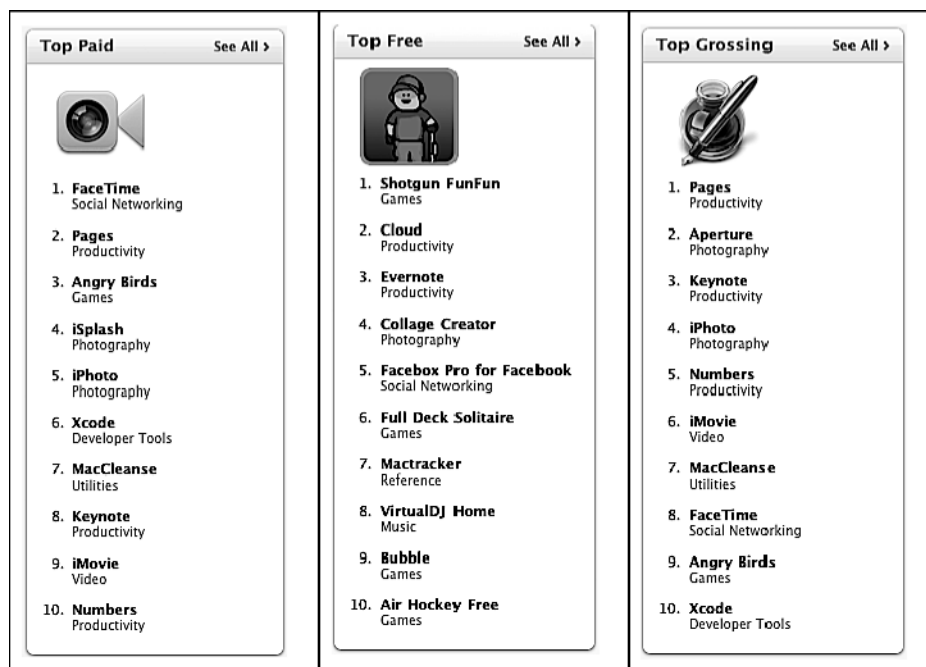 Top Paid See All >
1. FaceTime
Social Networking
2. Pages
Productivity
3. Angry Birds
Games
4. iSplash
Photography
5. iPhoto
Photography
6. Xcode
Developer Tools
7. MacCleanse
Utilities
8. Keynote
Productivity
9. iMovie
Video
10. Numbers
Productivity
Top Free See All >
1. Shotgun FunFun
Games
2. Cloud
Productivity
3. Evernote
Productivity
4. Collage Creator
Photography
5. Facebox Pro for Facebook
Social Networking
6. Full Deck Solitaire
Games
7. Mactracker
Reference
8. VirtualDJ Home
Music
9. Bubble
Games
10. Air Hockey Free
Games
Top Grossing See All >
1. Pages
Productivity
2. Aperture
Photography
3. Keynote
Productivity
4. iPhoto
Photography
5. Numbers
Productivity
6. iMovie
Video
7. MacCleanse
Utilities
8. FaceTime
Social Networking
9. Angry Birds
Games
10. Xcode
Developer Tools